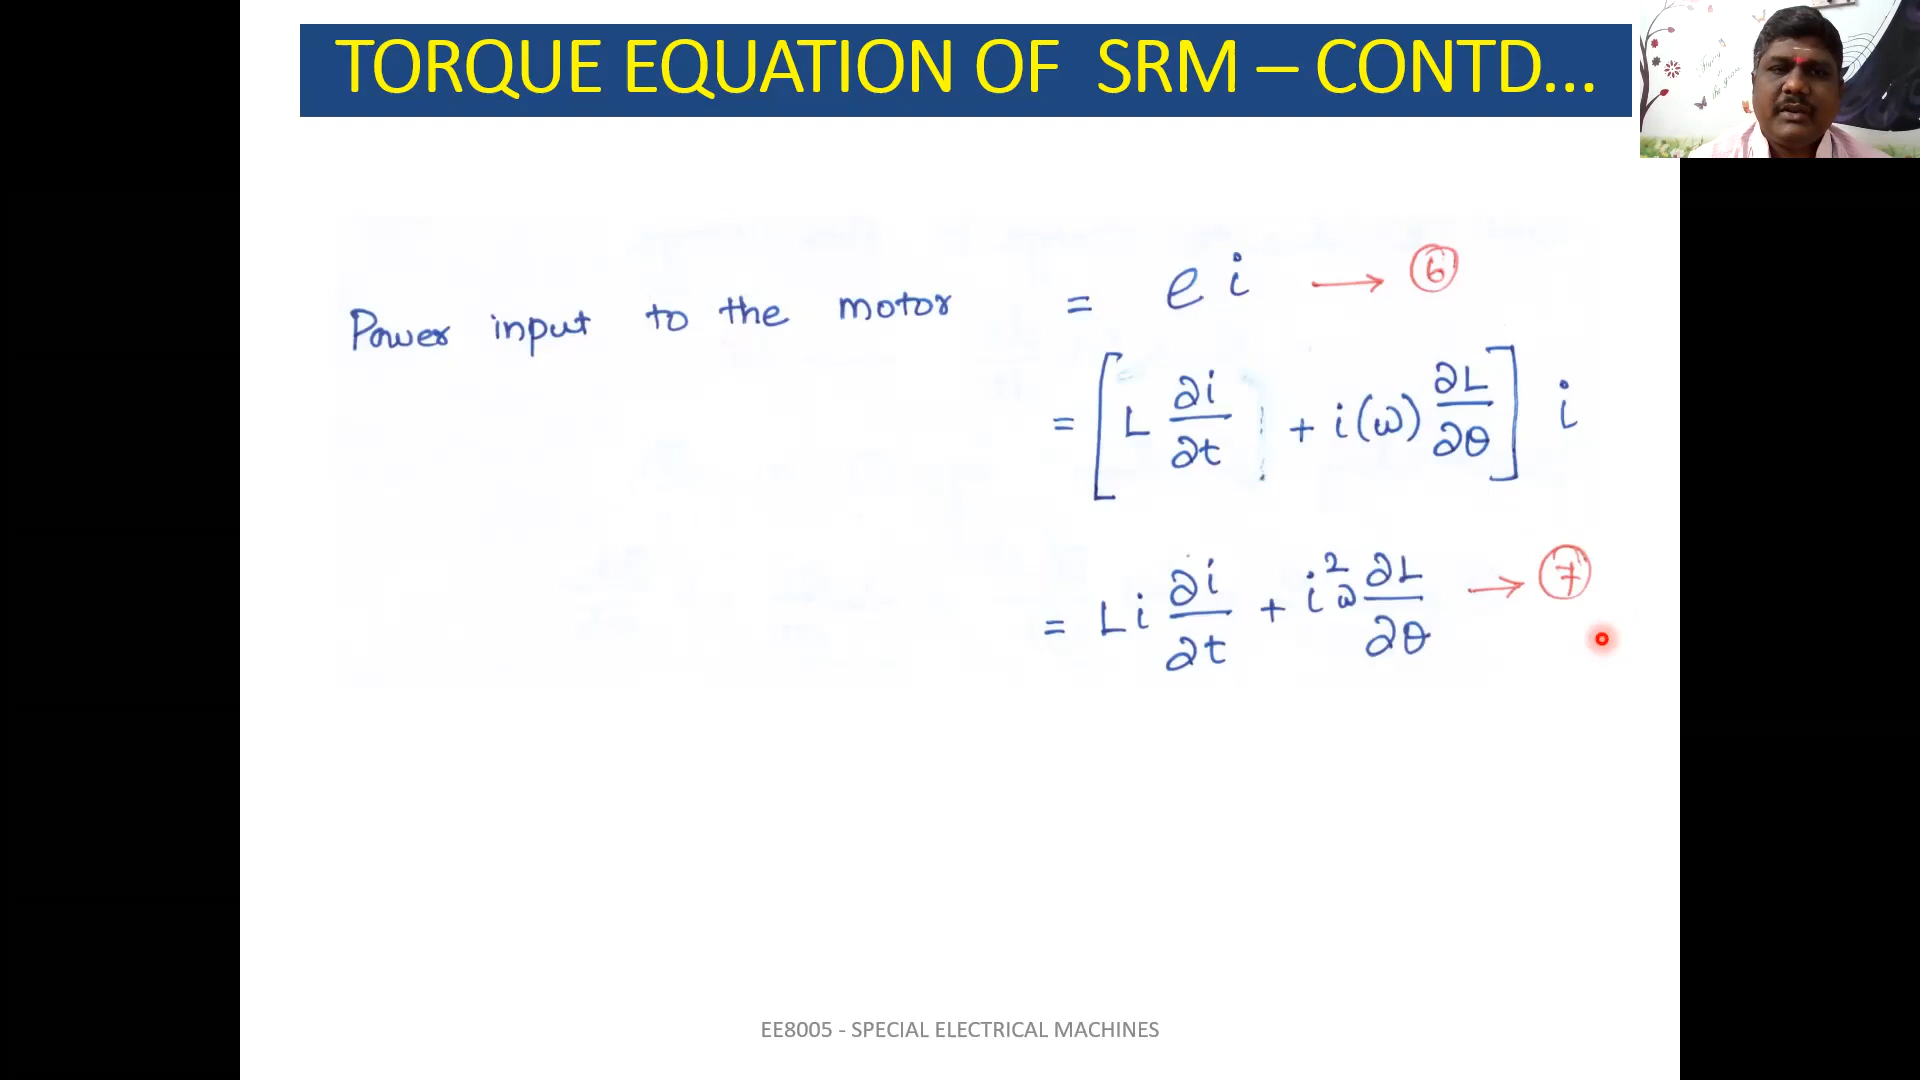 TORQUE EQUATION OF SRM – CONTD...
Power input to the motor = e i → ⑥
= [ L ∂i/∂t + i(ω) ∂L/∂θ ] i
= Li ∂i/∂t + i²ω ∂L/∂θ → ⑦
EE8005 - SPECIAL ELECTRICAL MACHINES